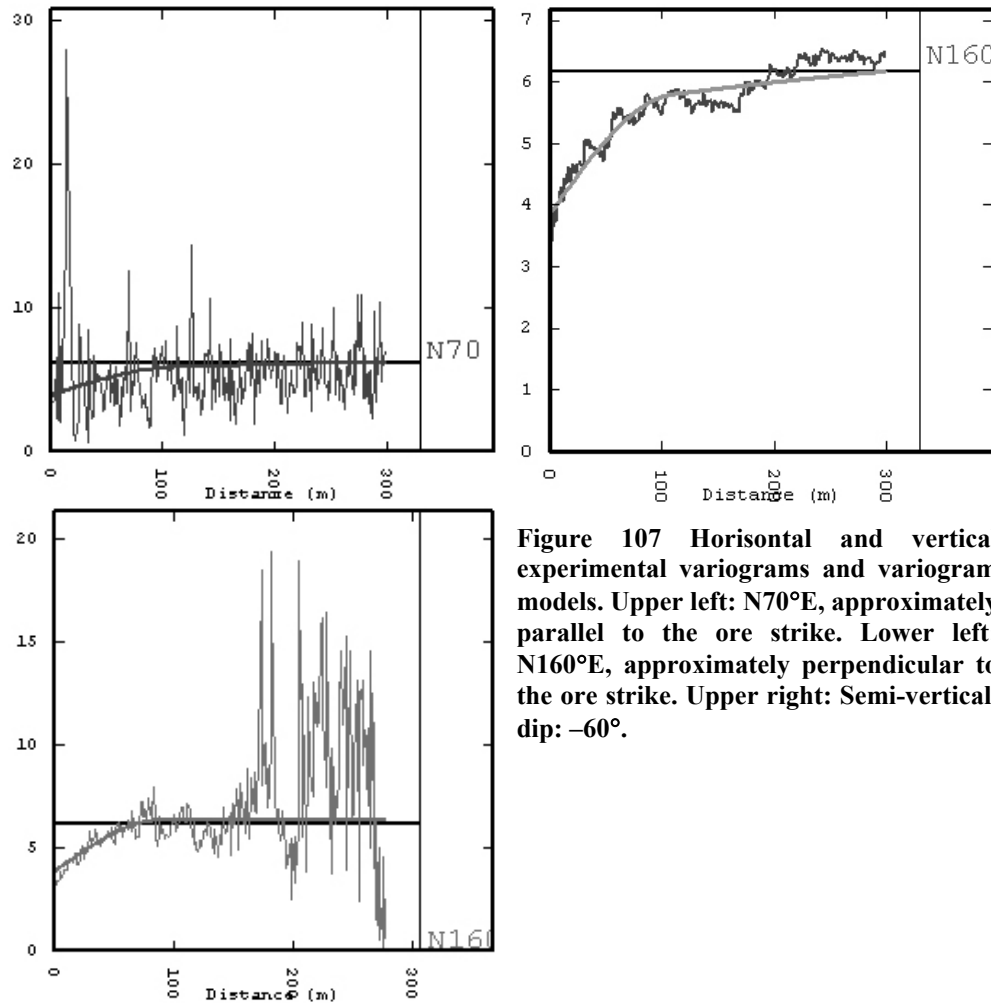 30
20
10
0
N70
0 100 200 300
Distance (m)
7
6
5
4
3
2
1
0
N160
0 100 200 300
Distance (m)
20
15
10
5
0
N160
0 100 200 300
Distance (m)
Figure 107 Horisontal and vertica
experimental variograms and variogram
models. Upper left: N70°E, approximately
parallel to the ore strike. Lower left
N160°E, approximately perpendicular to
the ore strike. Upper right: Semi-vertical
dip: –60°.